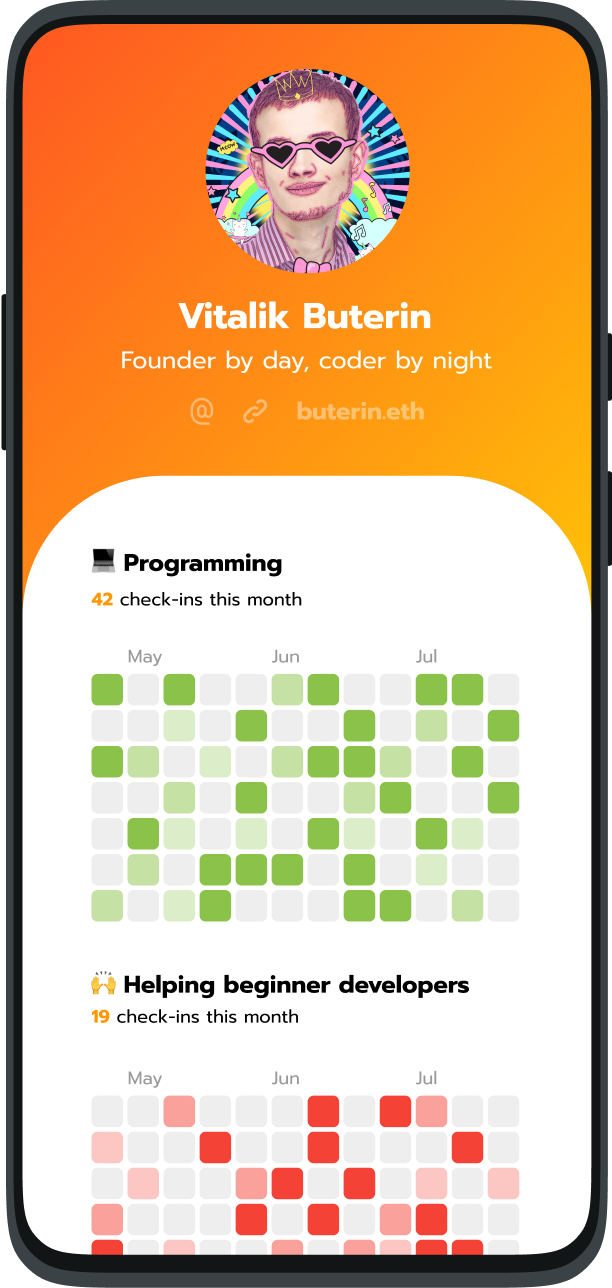 MEOW
Vitalik Buterin
Founder by day, coder by night
@ buterin.eth
💻 Programming
42 check-ins this month
May Jun Jul
🙌 Helping beginner developers
19 check-ins this month
May Jun Jul